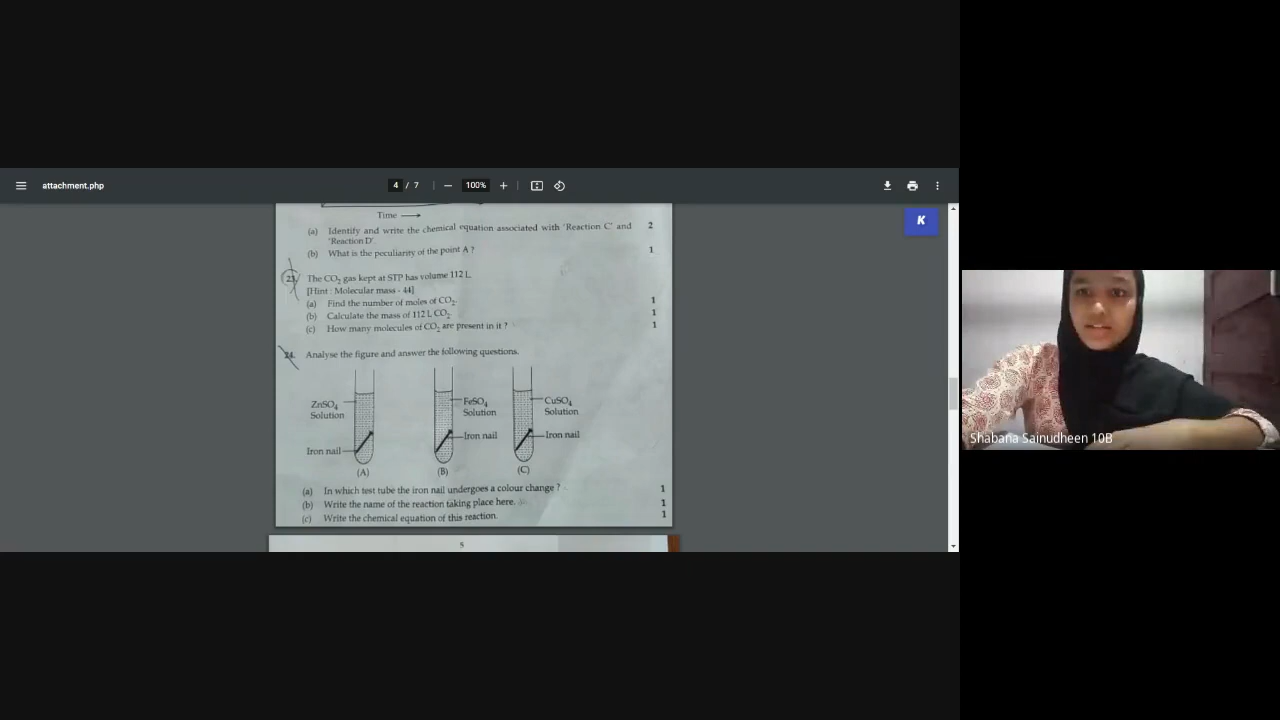 attachment.php
4 / 7
100%
K
Time
(a) Identify and write the chemical equation associated with 'Reaction C' and 2
'Reaction D'.
(b) What is the peculiarity of the point A ? 1
23. The CO₂ gas kept at STP has volume 112 L.
[Hint : Molecular mass - 44]
(a) Find the number of moles of CO₂. 1
(b) Calculate the mass of 112 L CO₂ 1
(c) How many molecules of CO₂ are present in it ? 1
24. Analyse the figure and answer the following questions.
ZnSO₄
Solution
Iron nail
(A)
FeSO₄
Solution
Iron nail
(B)
CuSO₄
Solution
Iron nail
(C)
(a) In which test tube the iron nail undergoes a colour change ? 1
(b) Write the name of the reaction taking place here. 1
(c) Write the chemical equation of this reaction. 1
5
Shabana Sainudheen 10B